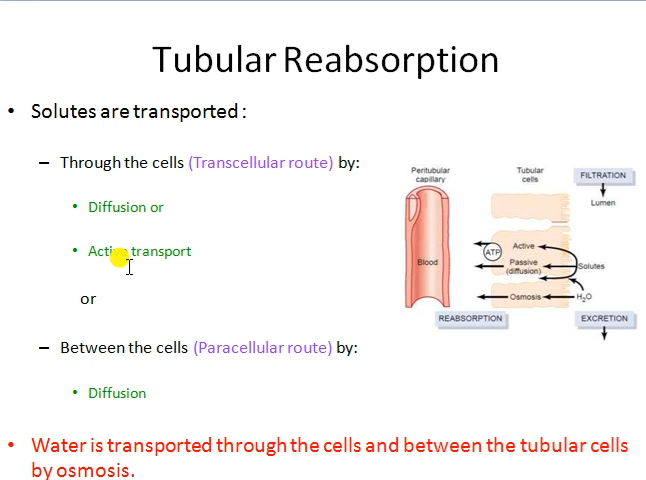 Tubular Reabsorption
• Solutes are transported :
– Through the cells (Transcellular route) by:
• Diffusion or
• Active transport
or
– Between the cells (Paracellular route) by:
• Diffusion
Peritubular
capillary
Tubular
cells
FILTRATION
Lumen
Blood
ATP
Active
Passive
(diffusion)
Solutes
Osmosis
H₂O
REABSORPTION
EXCRETION
• Water is transported through the cells and between the tubular cells
by osmosis.